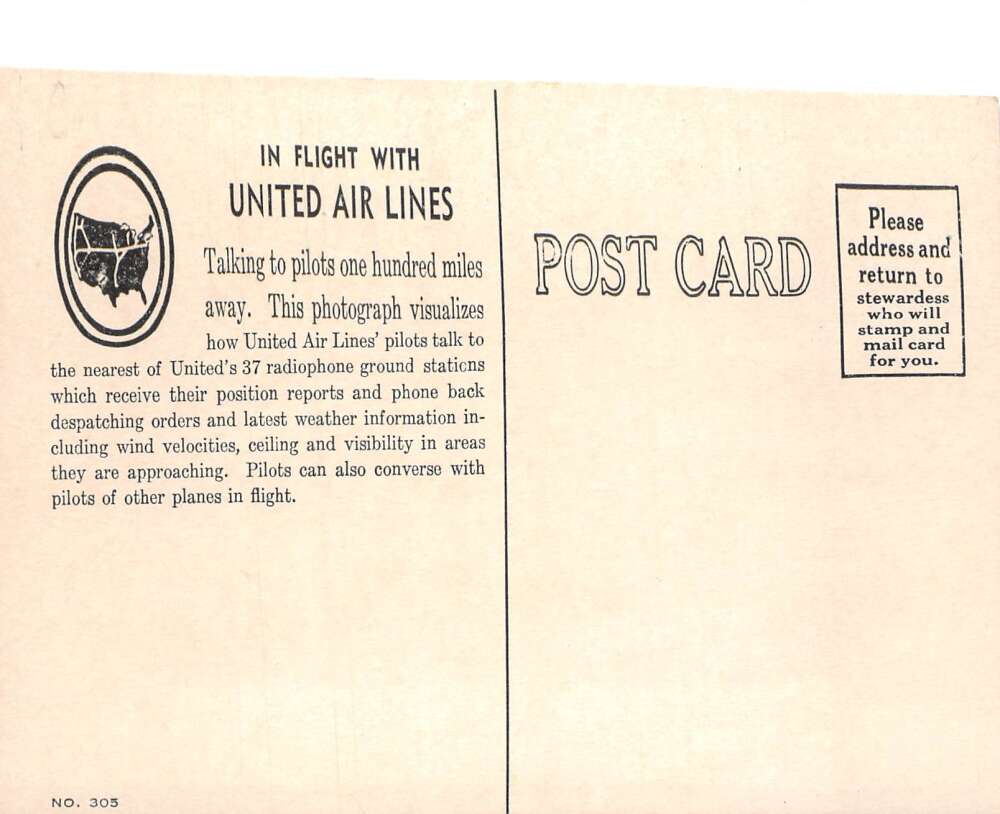 IN FLIGHT WITH
UNITED AIR LINES
Talking to pilots one hundred miles
away. This photograph visualizes
how United Air Lines' pilots talk to
the nearest of United's 37 radiophone ground stations
which receive their position reports and phone back
despatching orders and latest weather information in-
cluding wind velocities, ceiling and visibility in areas
they are approaching. Pilots can also converse with
pilots of other planes in flight.
NO. 305
POST CARD
Please
address and
return to
stewardess
who will
stamp and
mail card
for you.